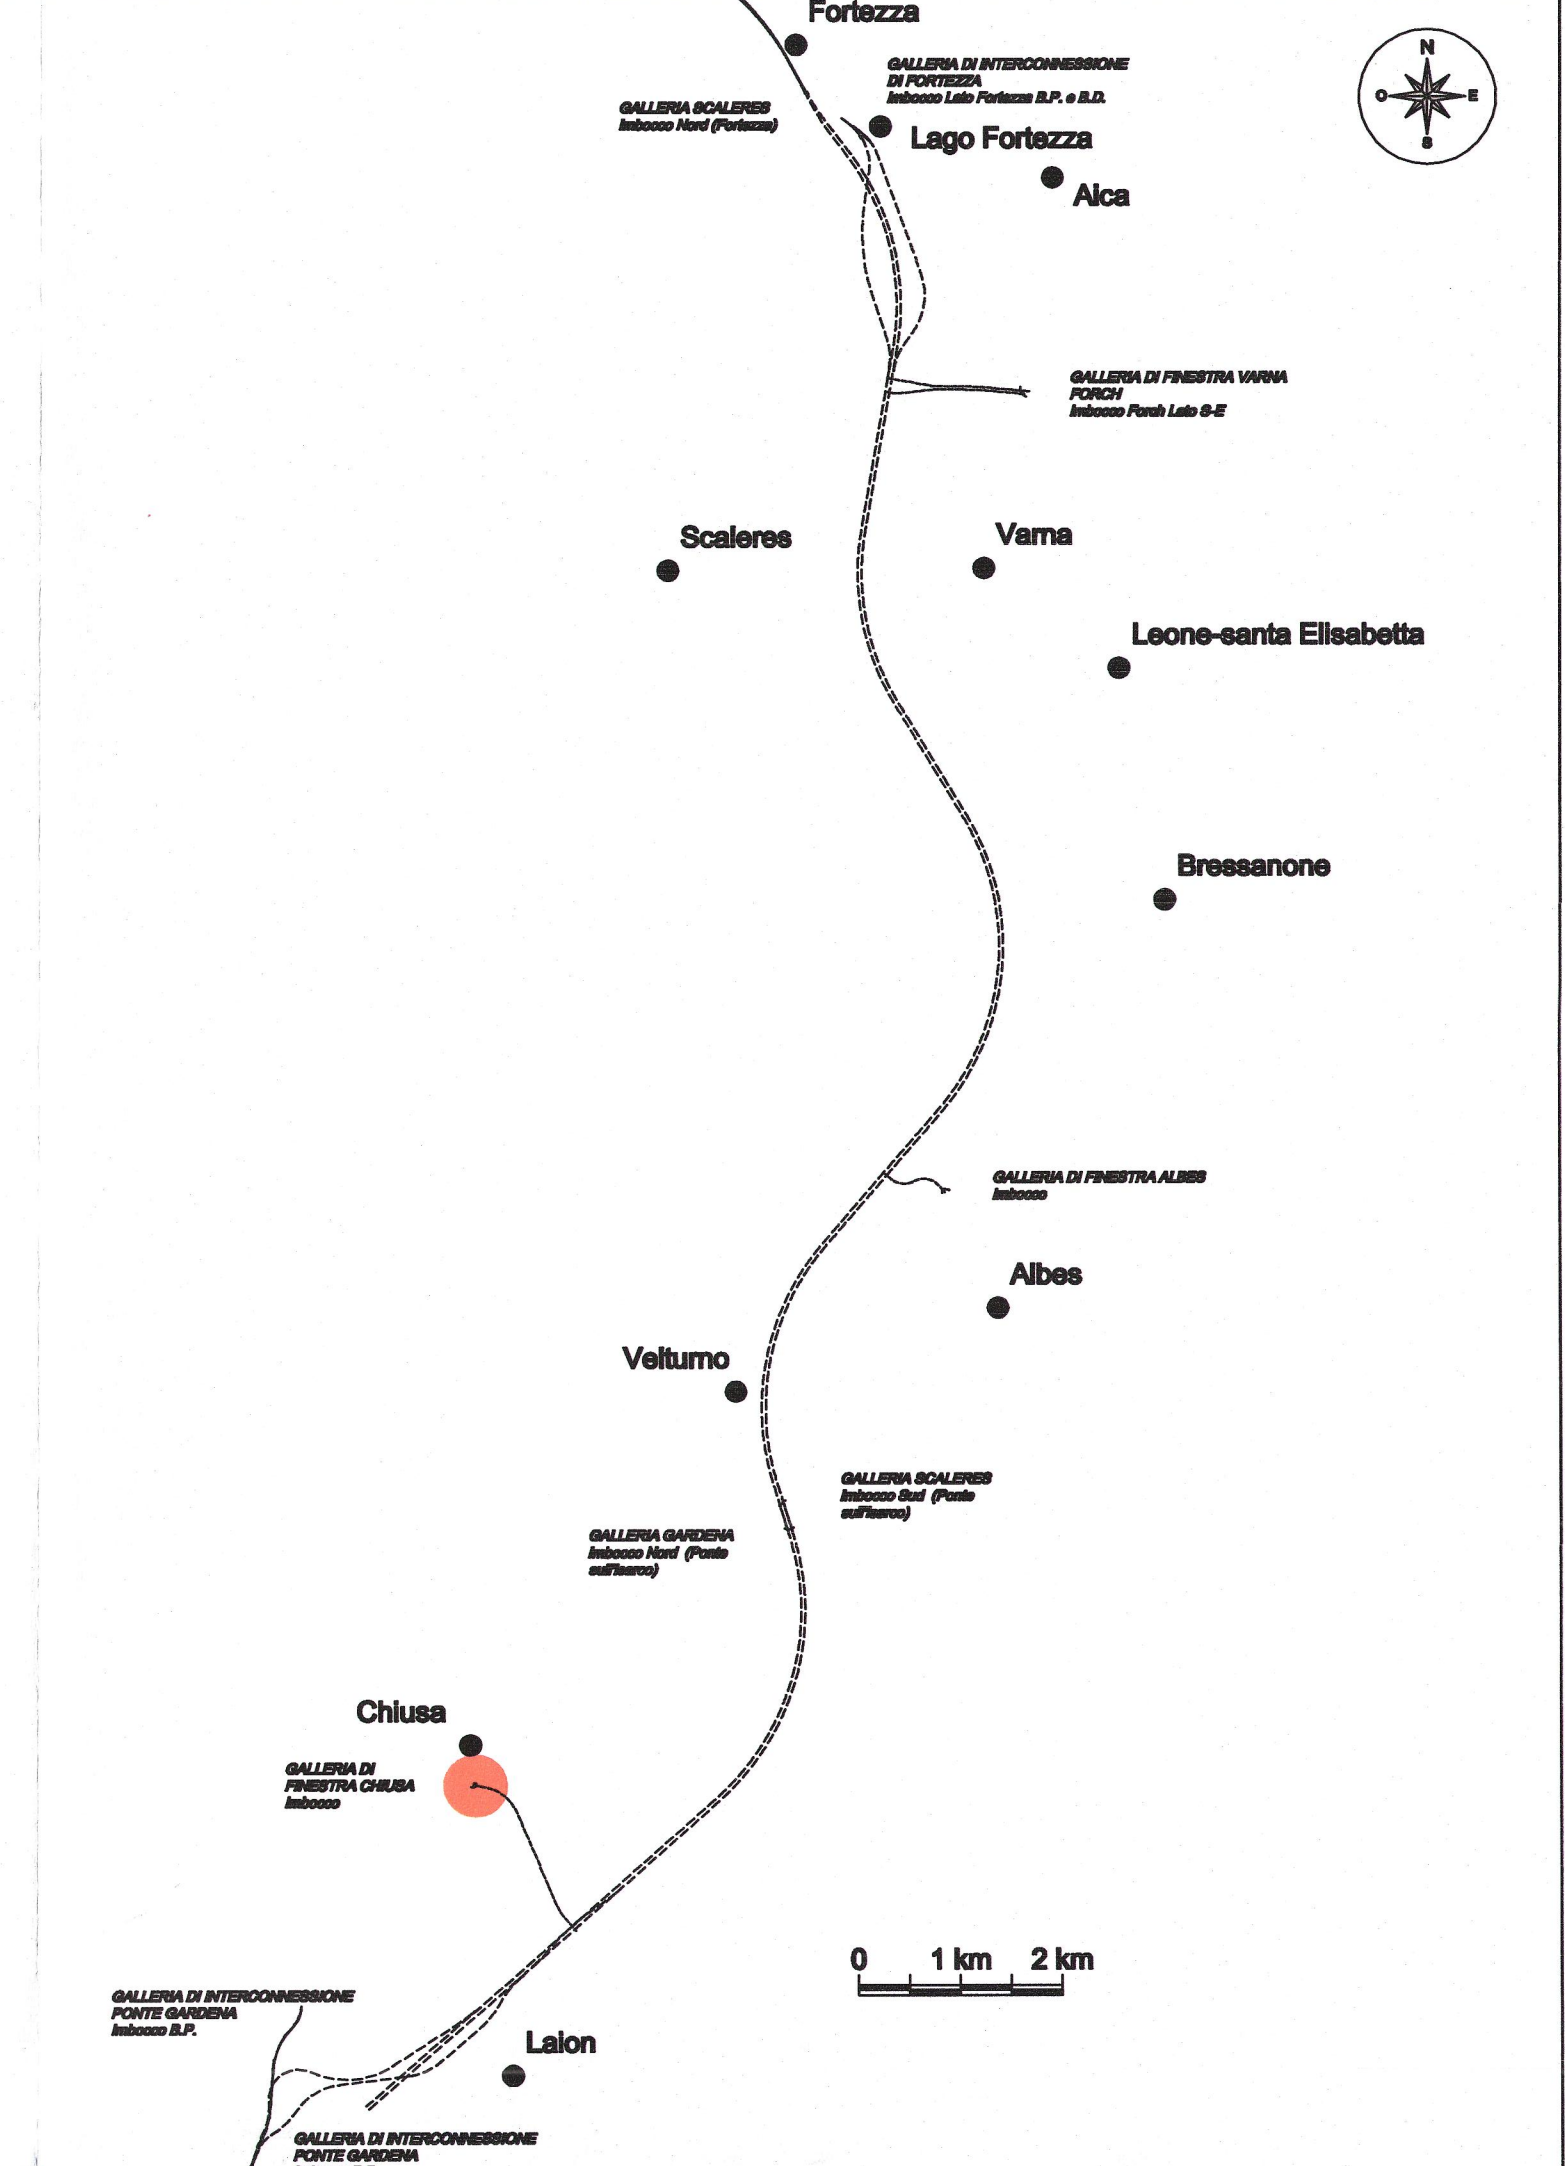 Fortezza
N
O
E
S
GALLERIA DI INTERCONNESSIONE
DI FORTEZZA
Imbocco Lato Fortezza B.P. e B.D.
GALLERIA SCALERES
Imbocco Nord (Fortezza)
Lago Fortezza
Aica
GALLERIA DI FINESTRA VARNA
FORCH
Imbocco Forch Lato S-E
Scaleres
Varna
Leone-santa Elisabetta
Bressanone
GALLERIA DI FINESTRA ALBES
Imbocco
Albes
Velturno
GALLERIA SCALERES
Imbocco Sud (Ponte
sull'Isarco)
GALLERIA GARDENA
Imbocco Nord (Ponte
sull'Isarco)
Chiusa
GALLERIA DI
FINESTRA CHIUSA
Imbocco
0 1 km 2 km
GALLERIA DI INTERCONNESSIONE
PONTE GARDENA
Imbocco B.P.
Laion
GALLERIA DI INTERCONNESSIONE
PONTE GARDENA